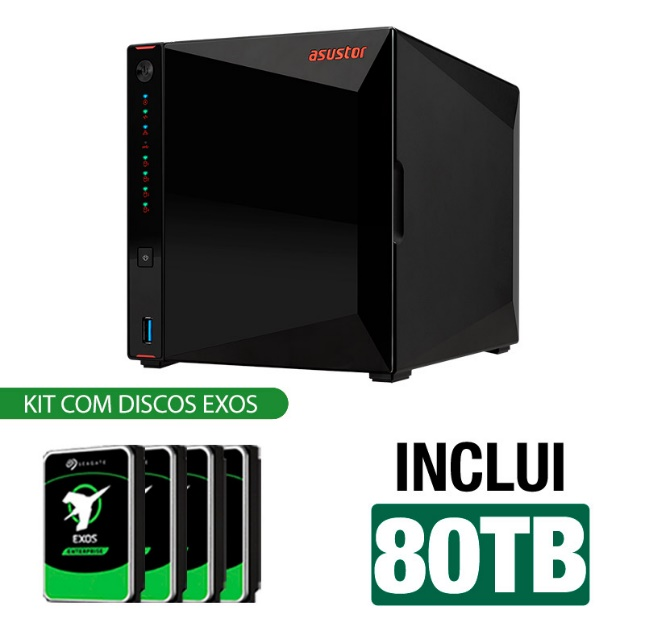 asustor
KIT COM DISCOS EXOS
SEAGATE
EXOS
ENTERPRISE
INCLUI
80TB